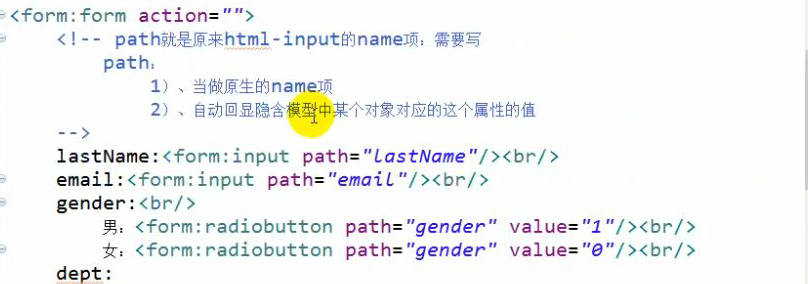 <form:form action="">
<!-- path就是原来html-input的name项：需要写
path：
1）、当做原生的name项
2）、自动回显隐含模型中某个对象对应的这个属性的值
-->
lastName:<form:input path="lastName"/><br/>
email:<form:input path="email"/><br/>
gender:<br/>
男：<form:radiobutton path="gender" value="1"/><br/>
女：<form:radiobutton path="gender" value="0"/><br/>
dept: